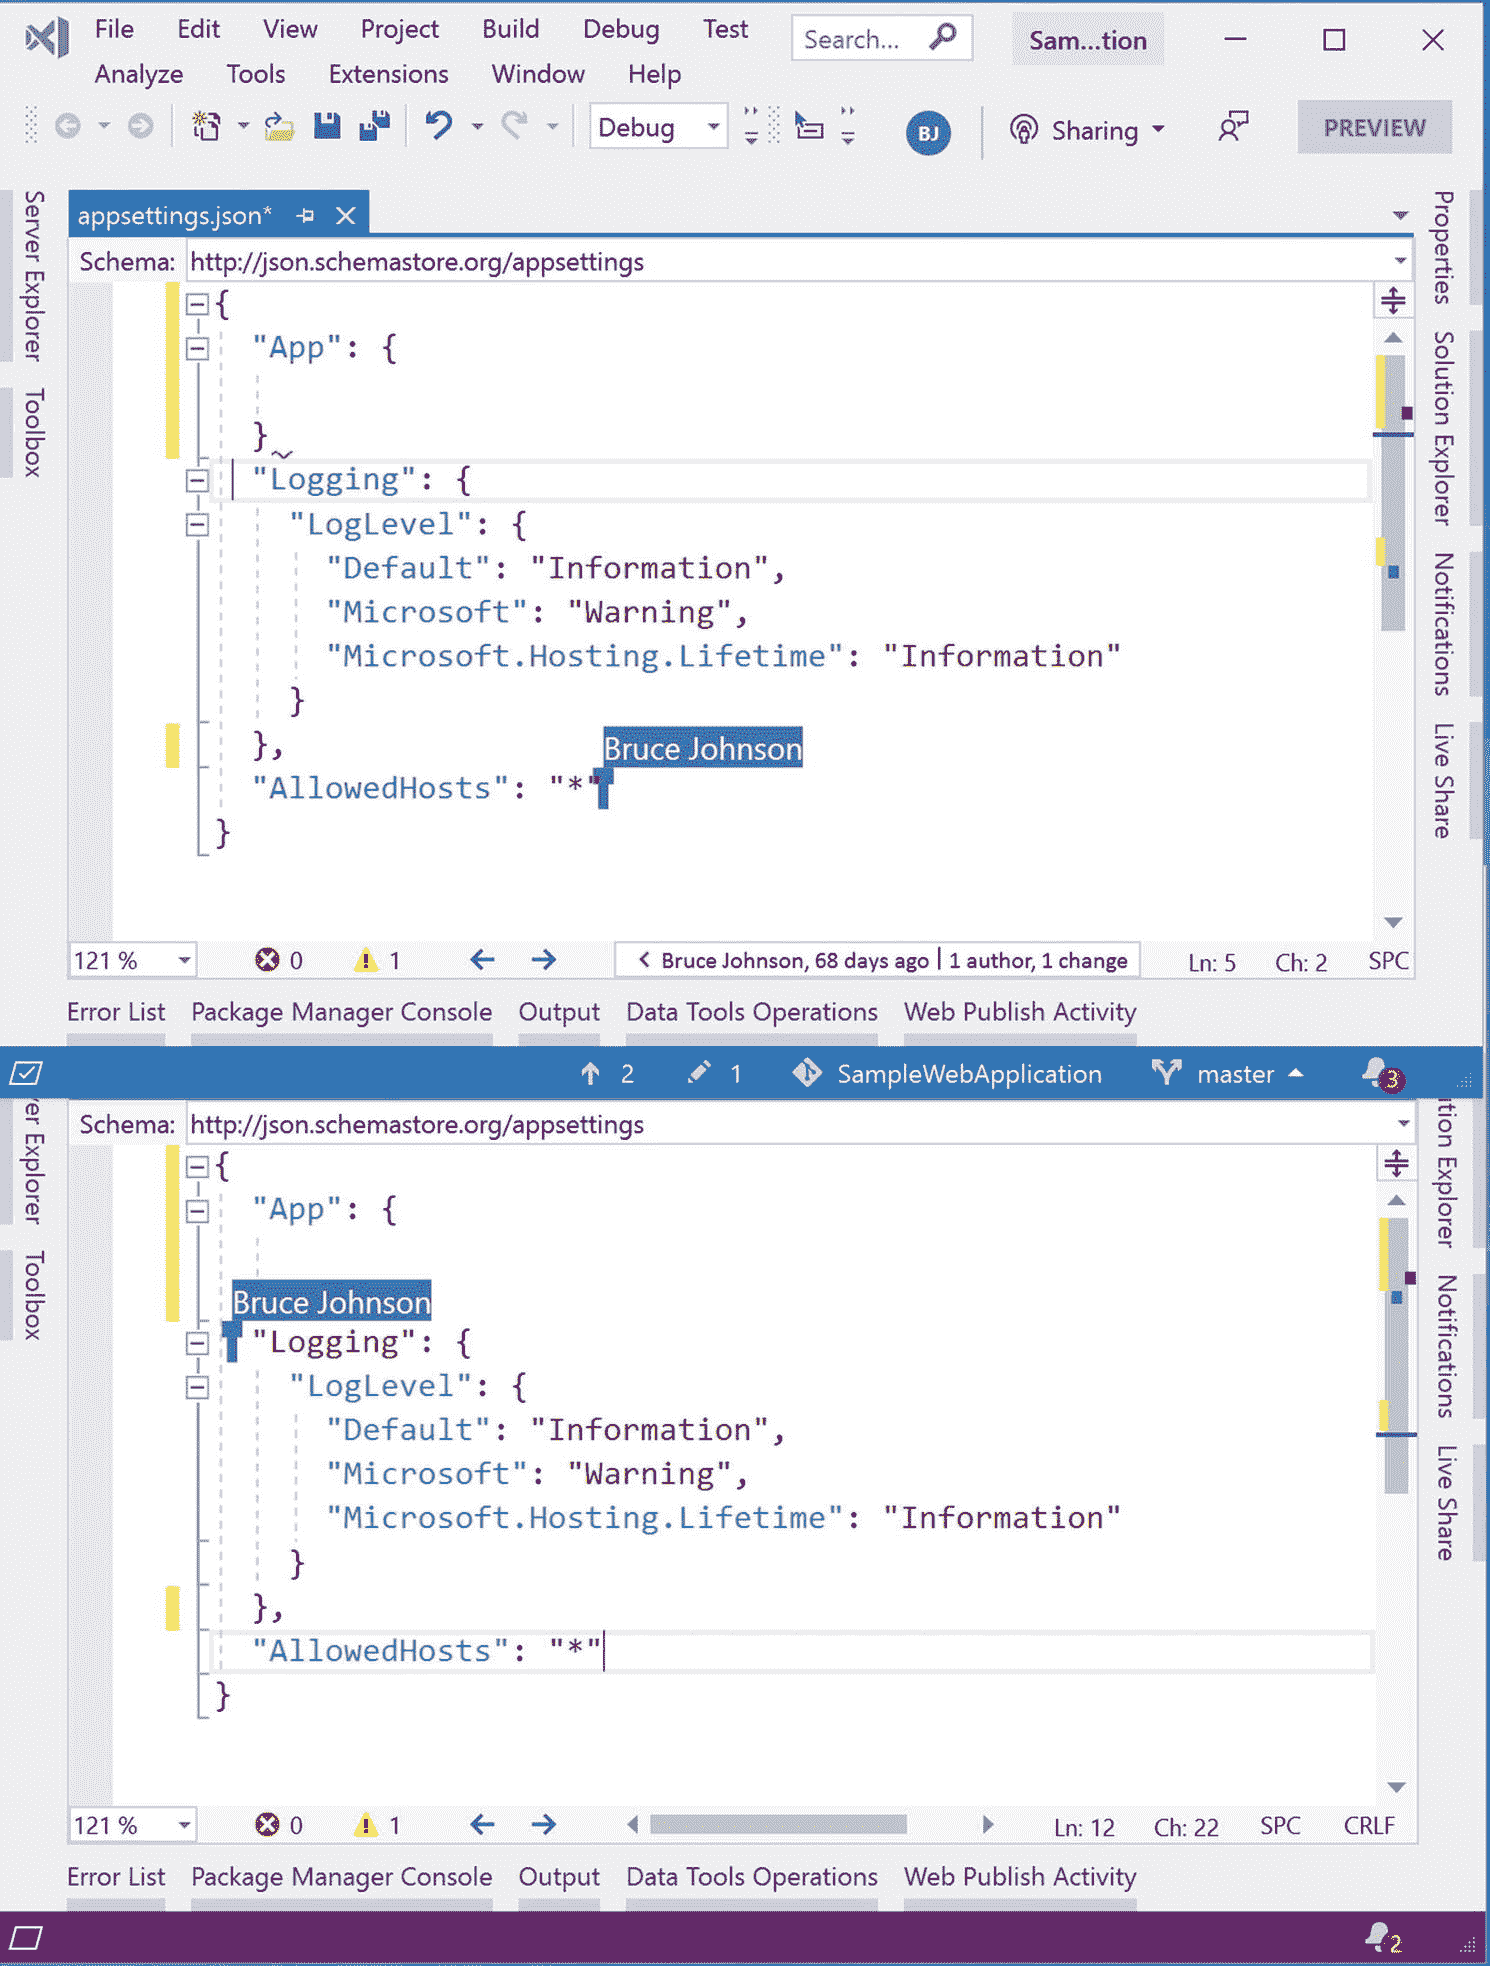 File Edit View Project Build Debug Test Search... Sam...tion
Analyze Tools Extensions Window Help
Debug BJ Sharing PREVIEW
Server Explorer
Toolbox
appsettings.json*
Schema: http://json.schemastore.org/appsettings
{
"App": {
}
"Logging": {
"LogLevel": {
"Default": "Information",
"Microsoft": "Warning",
"Microsoft.Hosting.Lifetime": "Information"
}
},
Bruce Johnson
"AllowedHosts": "*"
}
Properties
Solution Explorer
Notifications
Live Share
121 % 0 1 Bruce Johnson, 68 days ago | 1 author, 1 change Ln: 5 Ch: 2 SPC
Error List Package Manager Console Output Data Tools Operations Web Publish Activity
2 1 SampleWebApplication master 3
ver Explorer
Toolbox
Schema: http://json.schemastore.org/appsettings
{
"App": {
Bruce Johnson
"Logging": {
"LogLevel": {
"Default": "Information",
"Microsoft": "Warning",
"Microsoft.Hosting.Lifetime": "Information"
}
},
"AllowedHosts": "*"
}
tion Explorer
Notifications
Live Share
121 % 0 1 Ln: 12 Ch: 22 SPC CRLF
Error List Package Manager Console Output Data Tools Operations Web Publish Activity
2